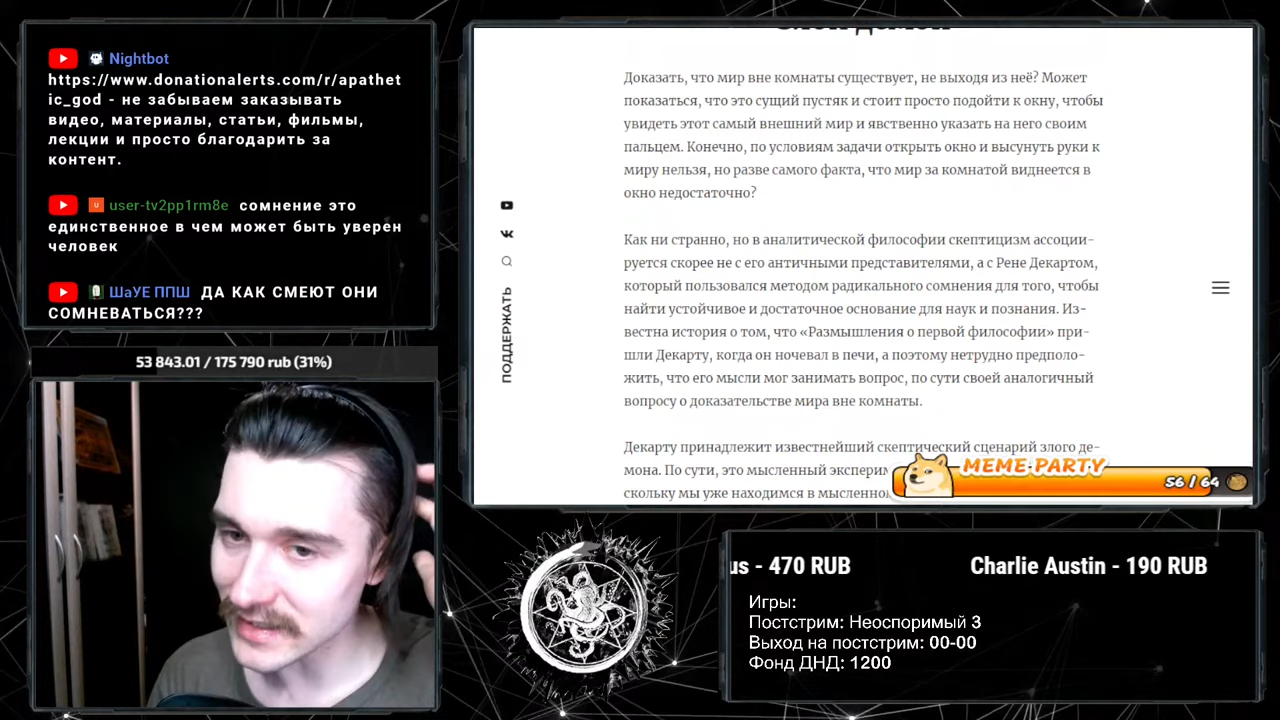 Nightbot
https://www.donationalerts.com/r/apathet
ic_god - не забываем заказывать
видео, материалы, статьи, фильмы,
лекции и просто благодарить за
контент.
user-tv2pp1rm8e сомнение это
единственное в чем может быть уверен
человек
ШаУЕ ППШ ДА КАК СМЕЮТ ОНИ
СОМНЕВАТЬСЯ???
53 843.01 / 175 790 rub (31%)
Злой демон
Доказать, что мир вне комнаты существует, не выходя из неё? Может
показаться, что это сущий пустяк и стоит просто подойти к окну, чтобы
увидеть этот самый внешний мир и явственно указать на него своим
пальцем. Конечно, по условиям задачи открыть окно и высунуть руки к
миру нельзя, но разве самого факта, что мир за комнатой виднеется в
окно недостаточно?
Как ни странно, но в аналитической философии скептицизм ассоции-
руется скорее не с его античными представителями, а с Рене Декартом,
который пользовался методом радикального сомнения для того, чтобы
найти устойчивое и достаточное основание для наук и познания. Из-
вестна история о том, что «Размышления о первой философии» при-
шли Декарту, когда он ночевал в печи, а поэтому нетрудно предполо-
жить, что его мысли мог занимать вопрос, по сути своей аналогичный
вопросу о доказательстве мира вне комнаты.
Декарту принадлежит известнейший скептический сценарий злого де-
мона. По сути, это мысленный
скольку мы уже находимся в
ПОДДЕРЖАТЬ
MEME PARTY
56 / 64
us - 470 RUB
Charlie Austin - 190 RUB
Игры:
Постстрим: Неоспоримый 3
Выход на постстрим: 00-00
Фонд ДНД: 1200